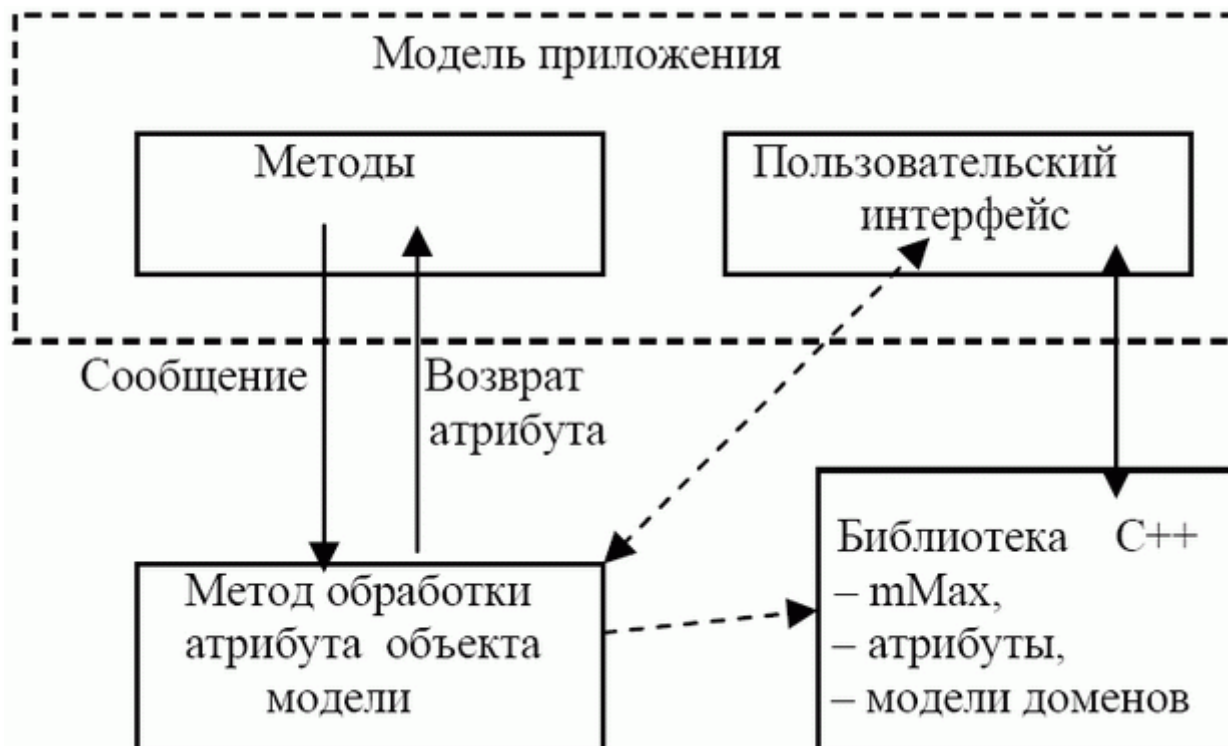 Модель приложения
Методы
Пользовательский
интерфейс
Сообщение
Возврат
атрибута
Метод обработки
атрибута объекта
модели
Библиотека C++
– mMax,
– атрибуты,
– модели доменов